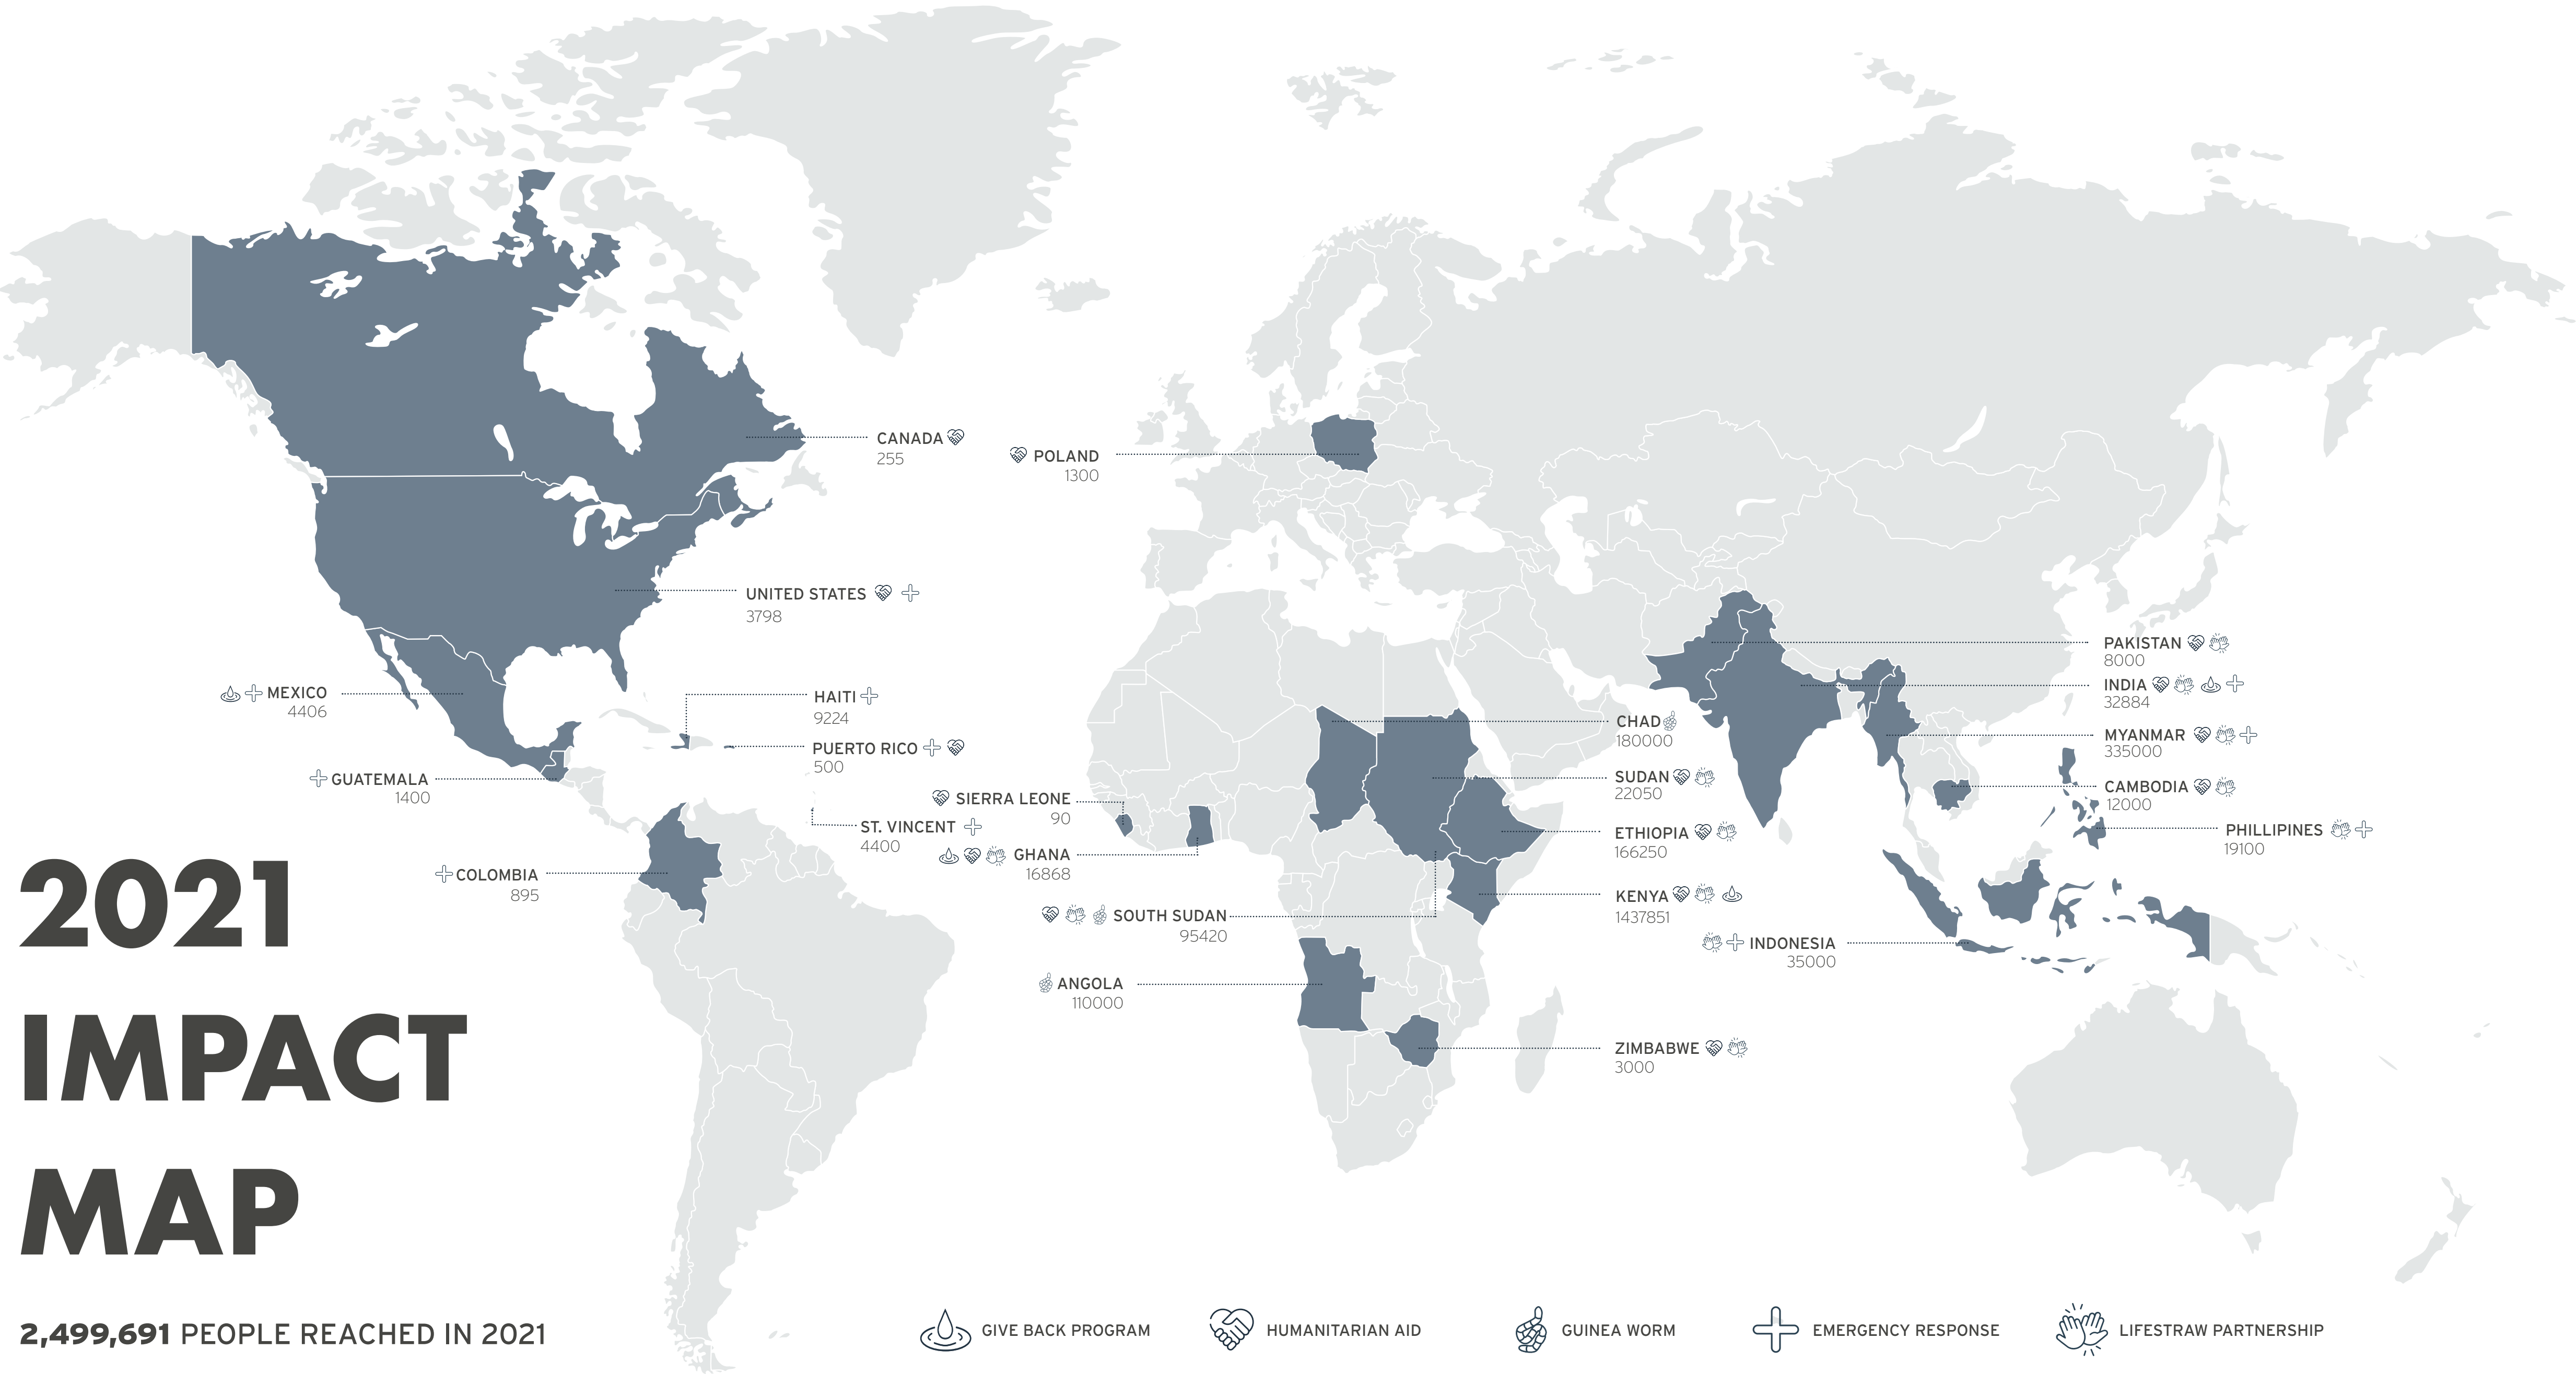 CANADA
255
POLAND
1300
UNITED STATES
3798
PAKISTAN
8000
INDIA
32884
MEXICO
4406
HAITI
9224
CHAD
180000
MYANMAR
335000
PUERTO RICO
500
GUATEMALA
1400
SUDAN
22050
CAMBODIA
12000
SIERRA LEONE
90
ST. VINCENT
4400
ETHIOPIA
166250
PHILLIPINES
19100
GHANA
16868
COLOMBIA
895
KENYA
1437851
SOUTH SUDAN
95420
INDONESIA
35000
ANGOLA
110000
ZIMBABWE
3000
2021
IMPACT
MAP
2,499,691 PEOPLE REACHED IN 2021
GIVE BACK PROGRAM
HUMANITARIAN AID
GUINEA WORM
EMERGENCY RESPONSE
LIFESTRAW PARTNERSHIP